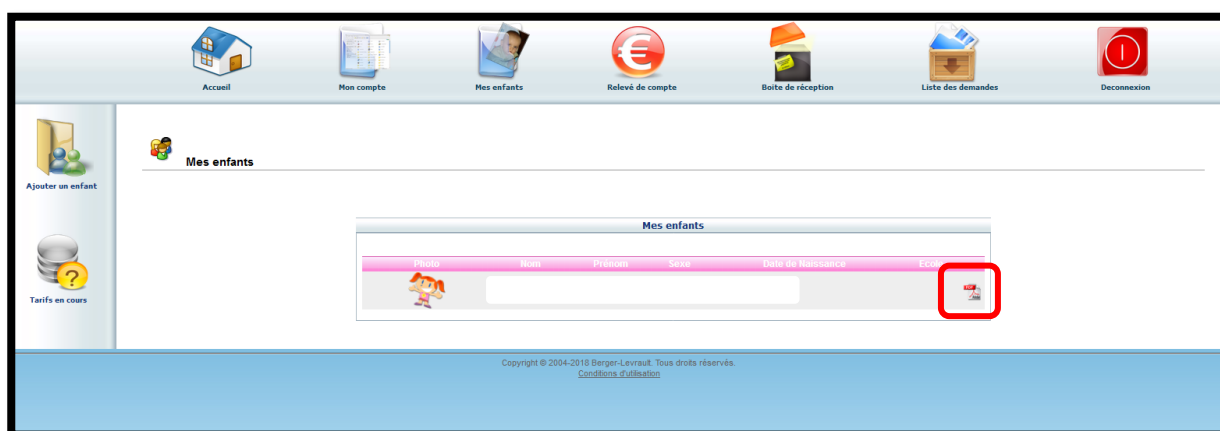 Accueil
Mon compte
Mes enfants
Relevé de compte
Boite de réception
Liste des demandes
Deconnexion
Ajouter un enfant
Tarifs en cours
Mes enfants
Mes enfants
Photo Nom Prénom Sexe Date de Naissance
Copyright © 2004-2018 Berger-Levrault. Tous droits réservés.
Conditions d'utilisation